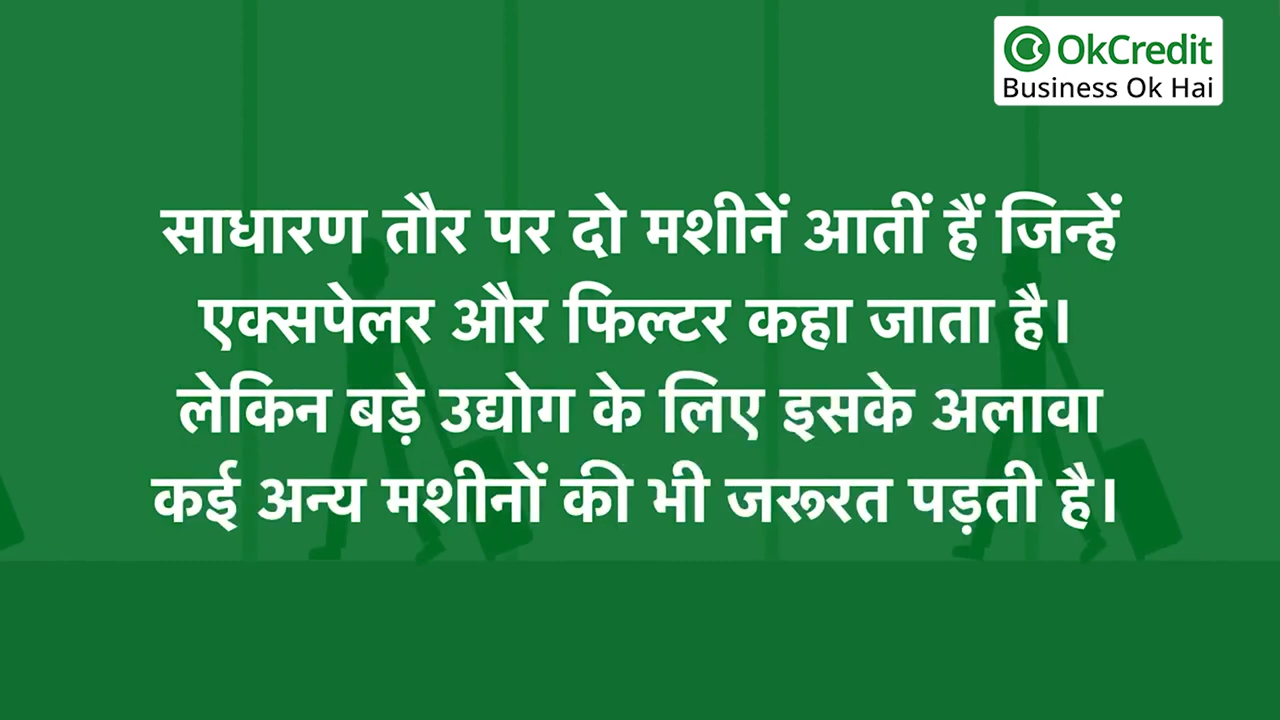 OkCredit
Business Ok Hai
साधारण तौर पर दो मशीनें आतीं हैं जिन्हें
एक्सपेलर और फिल्टर कहा जाता है।
लेकिन बड़े उद्योग के लिए इसके अलावा
कई अन्य मशीनों की भी जरूरत पड़ती है।